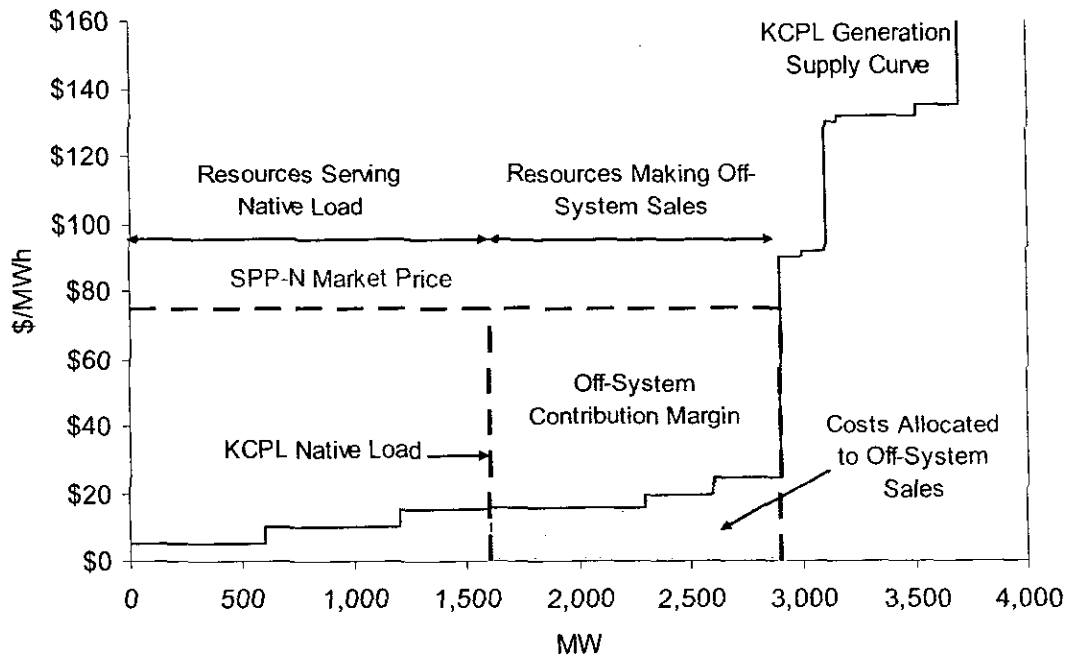 $160
$140
$120
$100
$80
$60
$40
$20
$0
$/MWh
KCPL Generation
Supply Curve
Resources Serving
Native Load
Resources Making Off-
System Sales
SPP-N Market Price
Off-System
Contribution Margin
KCPL Native Load
Costs Allocated
to Off-System
Sales
0
500
1,000
1,500
2,000
2,500
3,000
3,500
4,000
MW